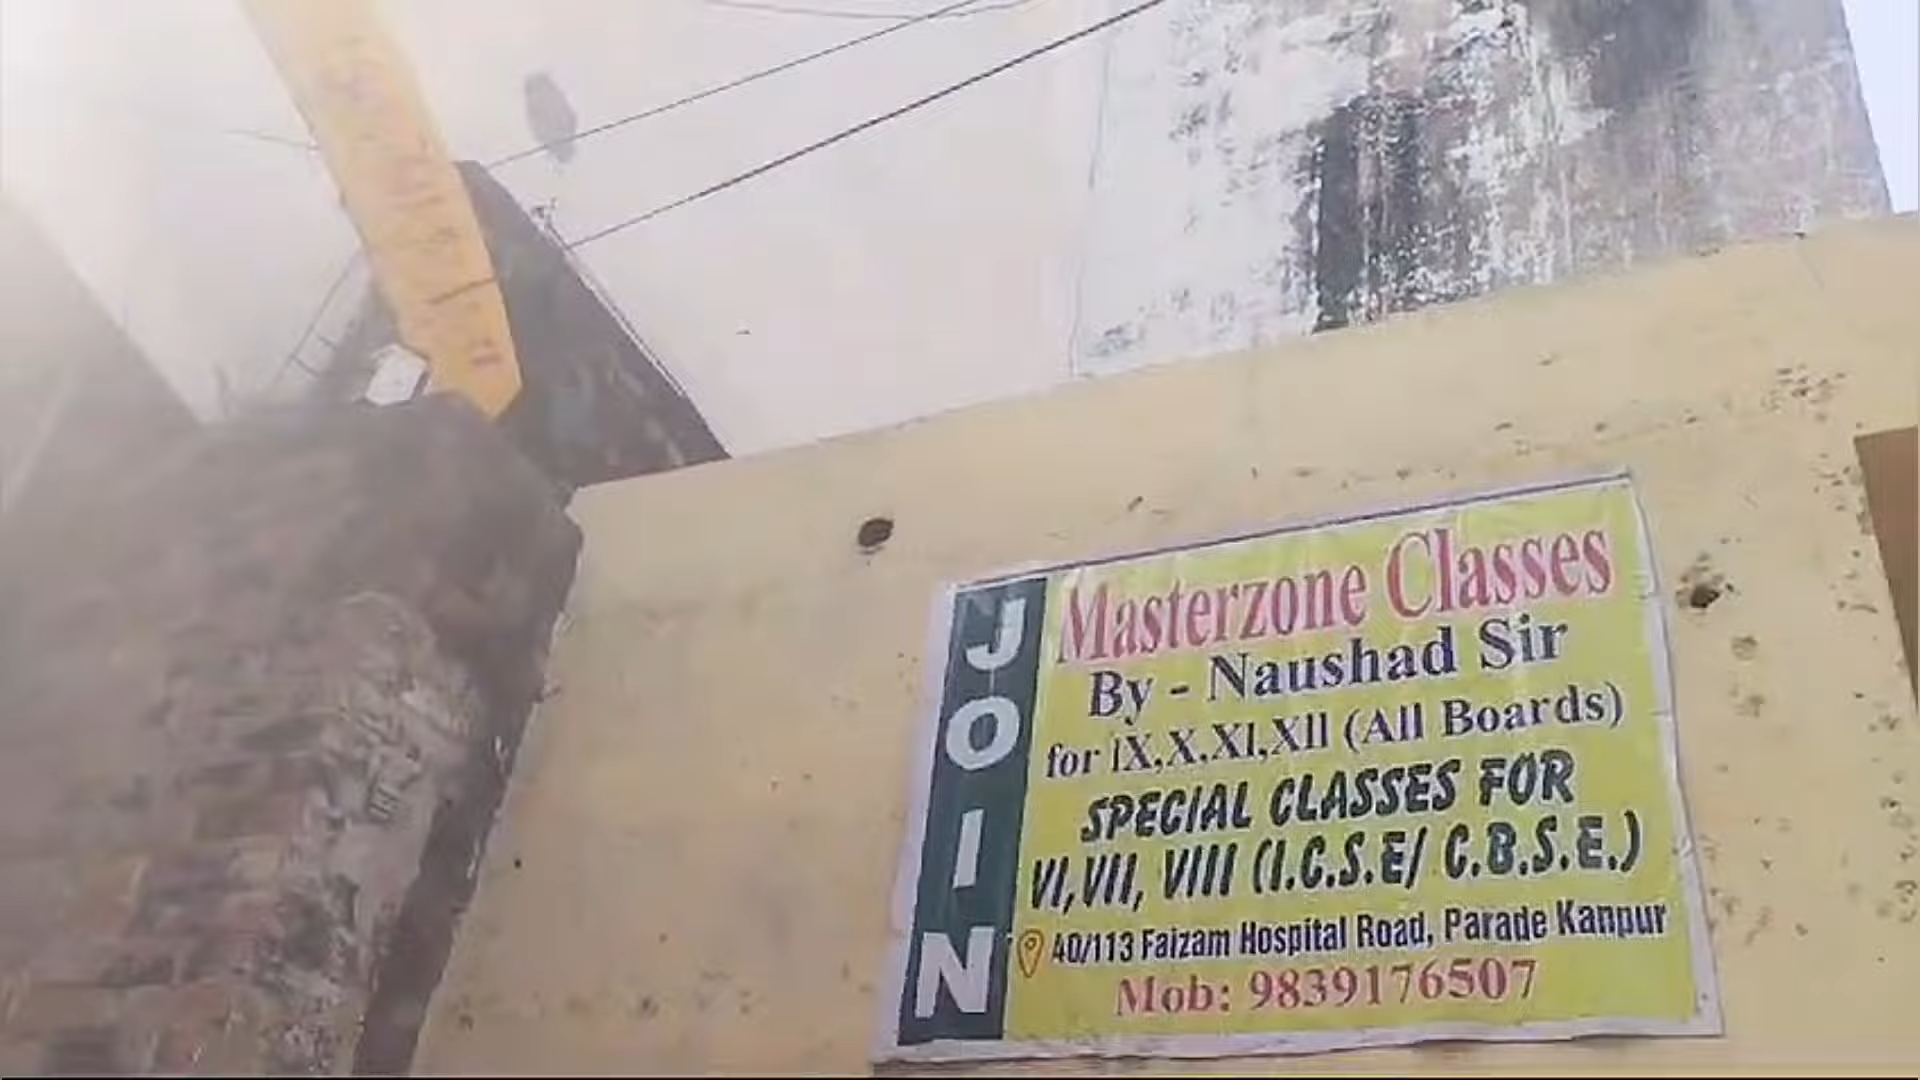 JOIN
Masterzone Classes
By - Naushad Sir
for IX,X,XI,XII (All Boards)
SPECIAL CLASSES FOR
VI,VII, VIII (I.C.S.E/ C.B.S.E.)
40/113 Faizam Hospital Road, Parade Kanpur
Mob: 9839176507